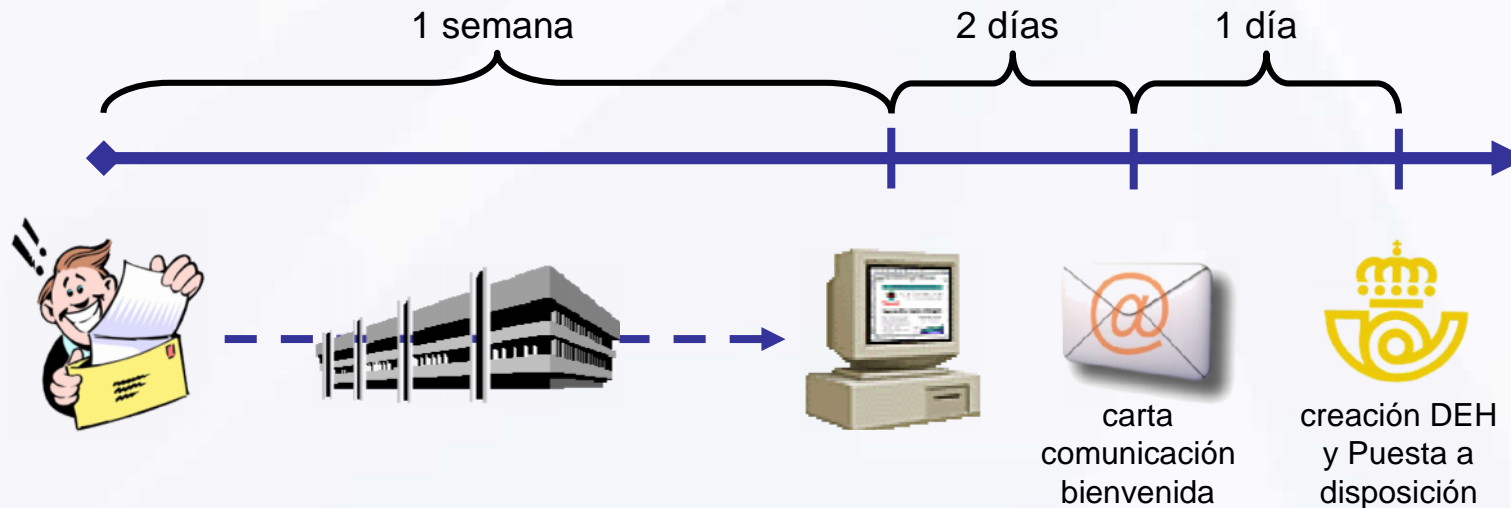 1 semana
2 días
1 día
carta
comunicación
bienvenida
creación DEH
y Puesta a
disposición